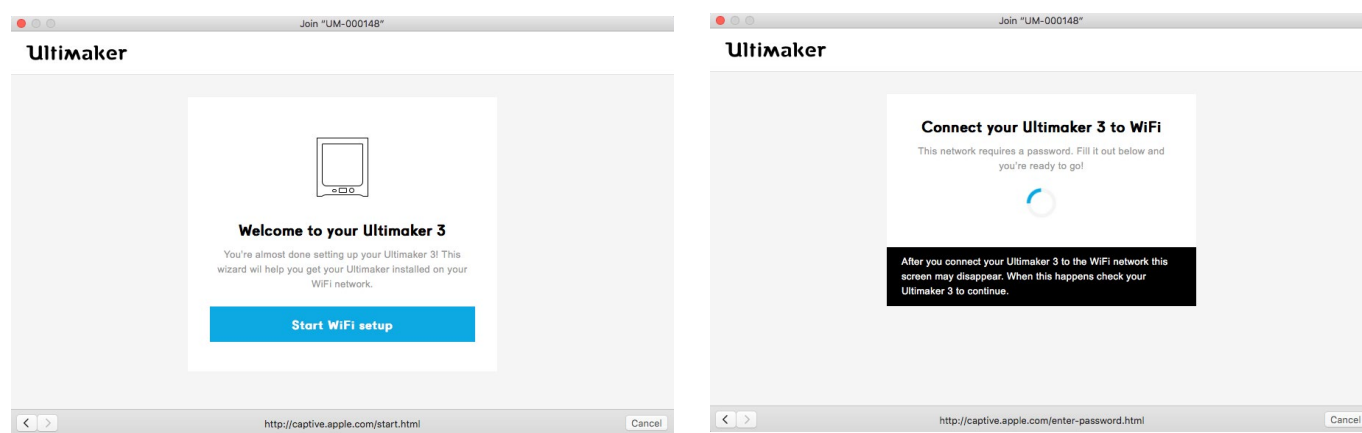 Join "UM-000148"
Ultimaker
Welcome to your Ultimaker 3
You're almost done setting up your Ultimaker 3! This
wizard wil help you get your Ultimaker installed on your
WiFi network.
Start WiFi setup
http://captive.apple.com/start.html
Cancel
Join "UM-000148"
Ultimaker
Connect your Ultimaker 3 to WiFi
This network requires a password. Fill it out below and
you're ready to go!
After you connect your Ultimaker 3 to the WiFi network this
screen may disappear. When this happens check your
Ultimaker 3 to continue.
http://captive.apple.com/enter-password.html
Cancel